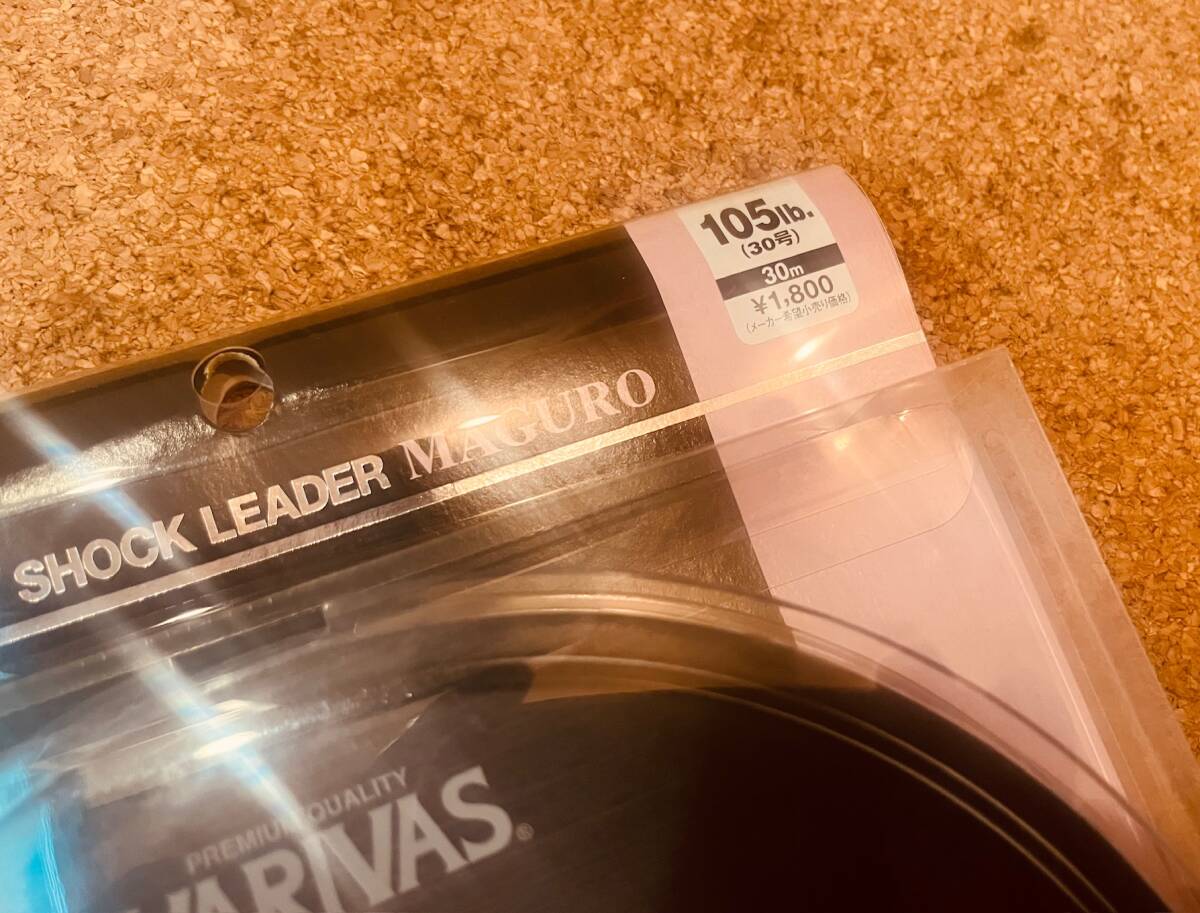 105lb.
(30号)
30m
¥1,800
(メーカー希望小売り価格)
SHOCK LEADER MAGURO
PREMIUM QUALITY
VARIVAS®